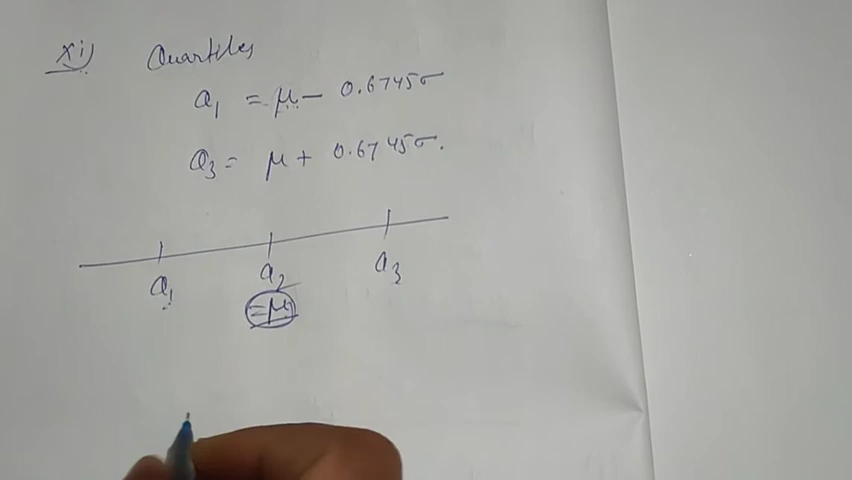 xi) Quartiles
Q₁ = μ - 0.6745σ
Q₃ = μ + 0.6745σ.
Q₁ Q₂ Q₃
= μ